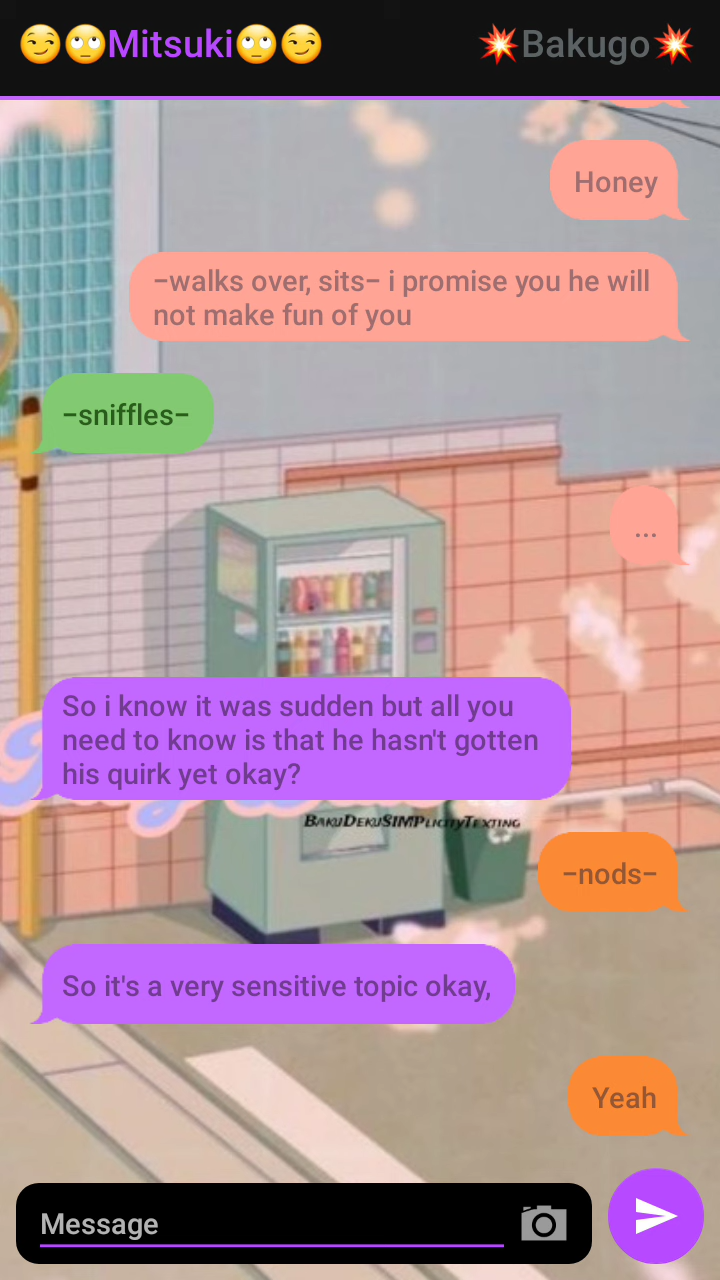 😏🙄Mitsuki🙄😏
💥Bakugo💥
Honey
–walks over, sits– i promise you he will
not make fun of you
–sniffles–
...
So i know it was sudden but all you
need to know is that he hasn't gotten
his quirk yet okay?
BakuDekuSIMPlicityTexting
–nods–
So it's a very sensitive topic okay,
Yeah
Message